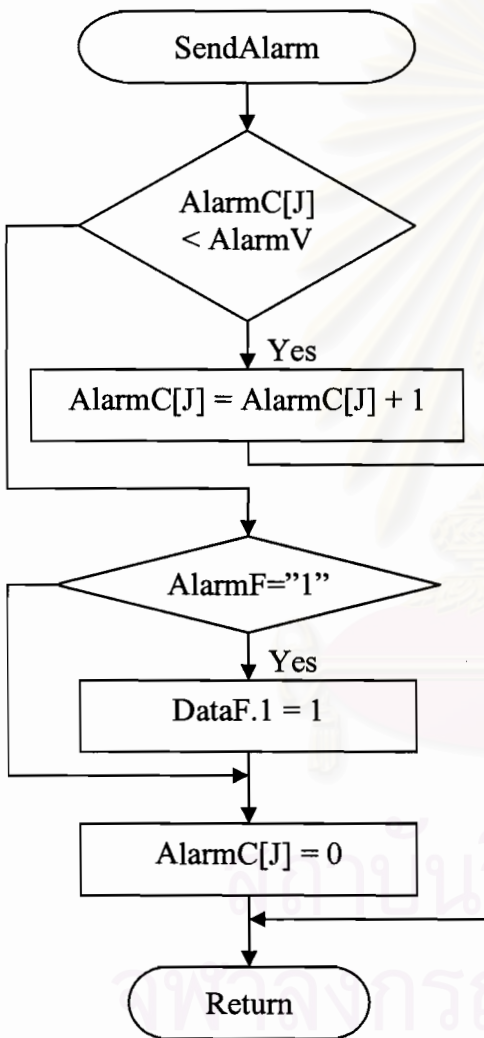 SendAlarm
AlarmC[J]
< AlarmV
Yes
AlarmC[J] = AlarmC[J] + 1
AlarmF=”1”
Yes
DataF.1 = 1
AlarmC[J] = 0
Return